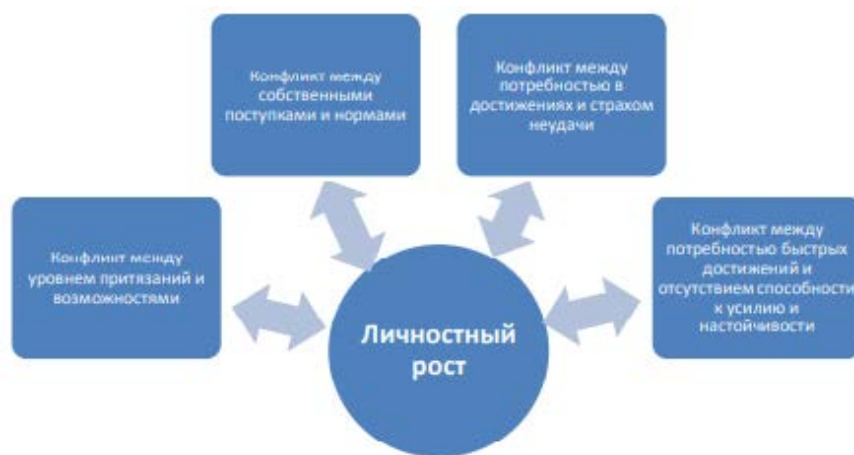 Конфликт между
собственными
поступками и нормами
Конфликт между
потребностью в
достижениях и страхом
неудачи
Конфликт между
уровнем притязаний и
возможностями
Конфликт между
потребностью быстрых
достижений и
отсутствием способности
к усилию и
настойчивости
Личностный
рост